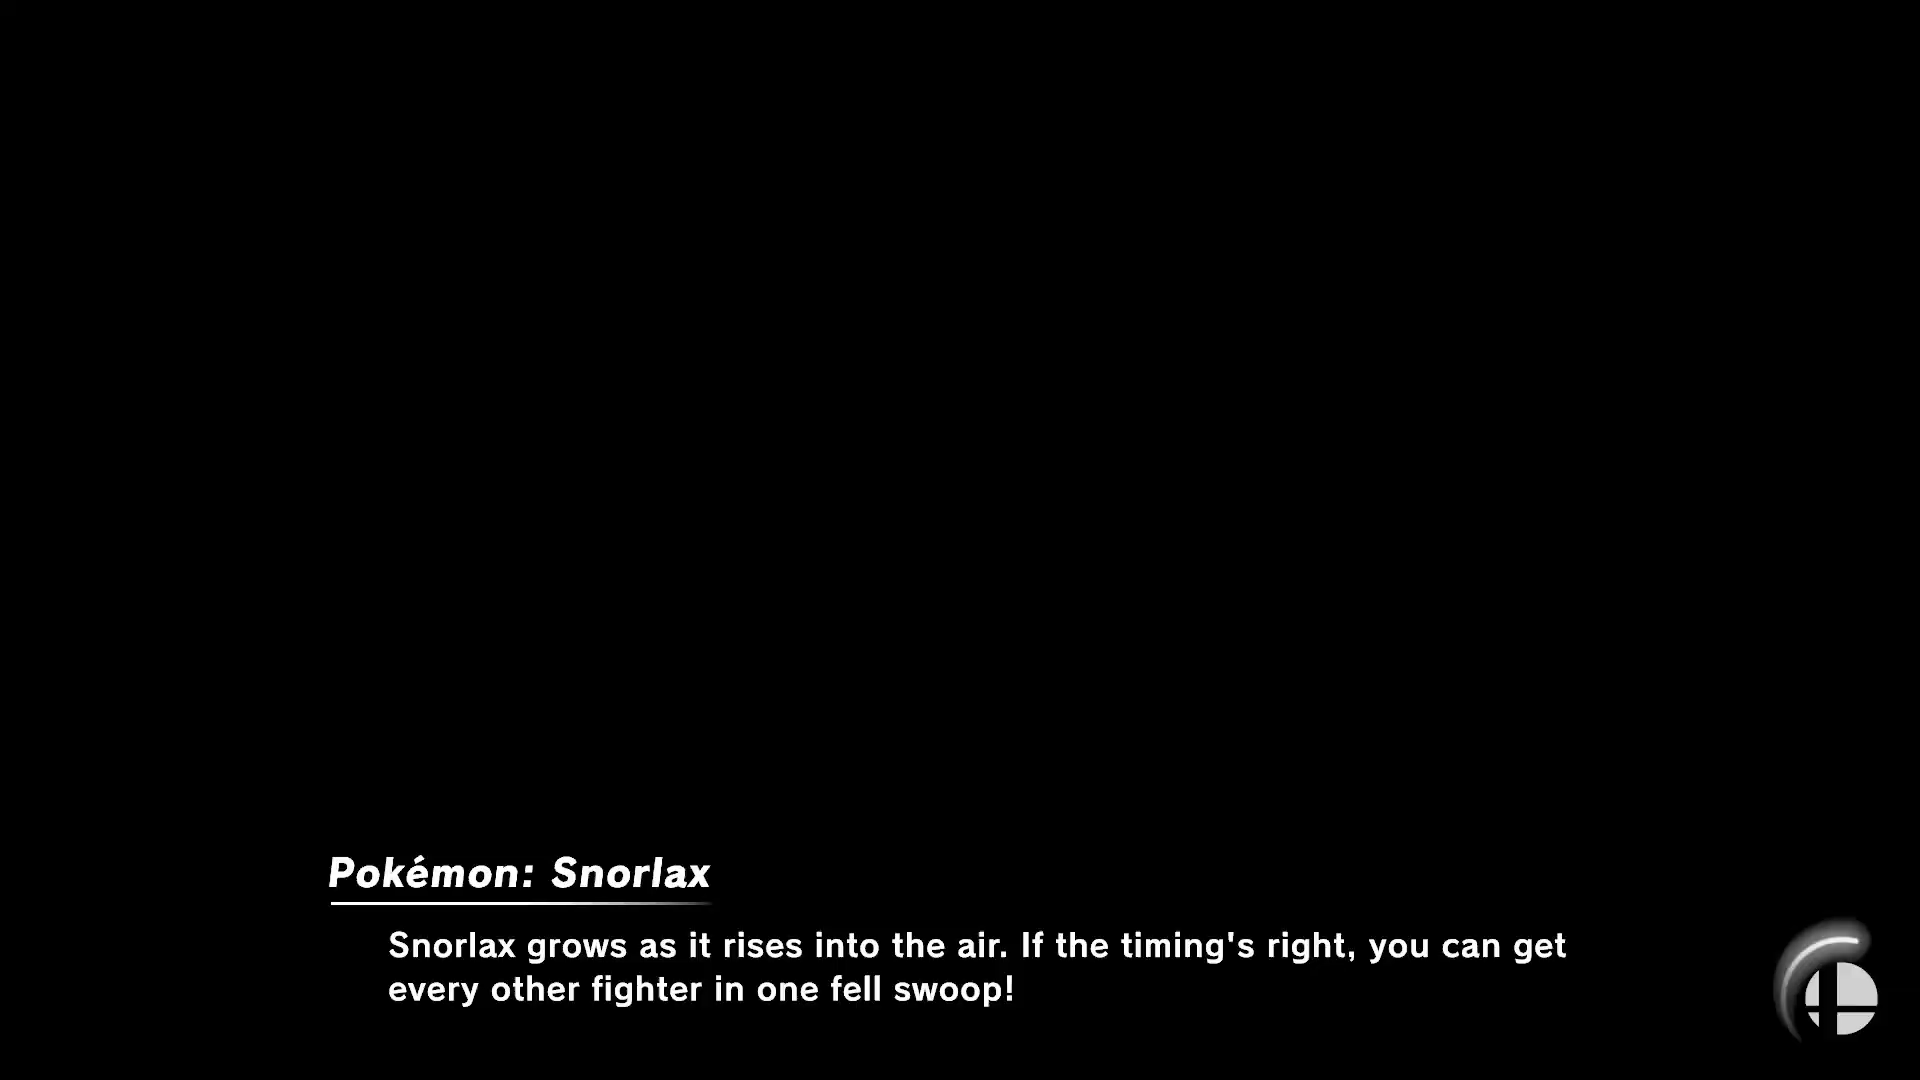 Pokémon: Snorlax
Snorlax grows as it rises into the air. If the timing's right, you can get
every other fighter in one fell swoop!